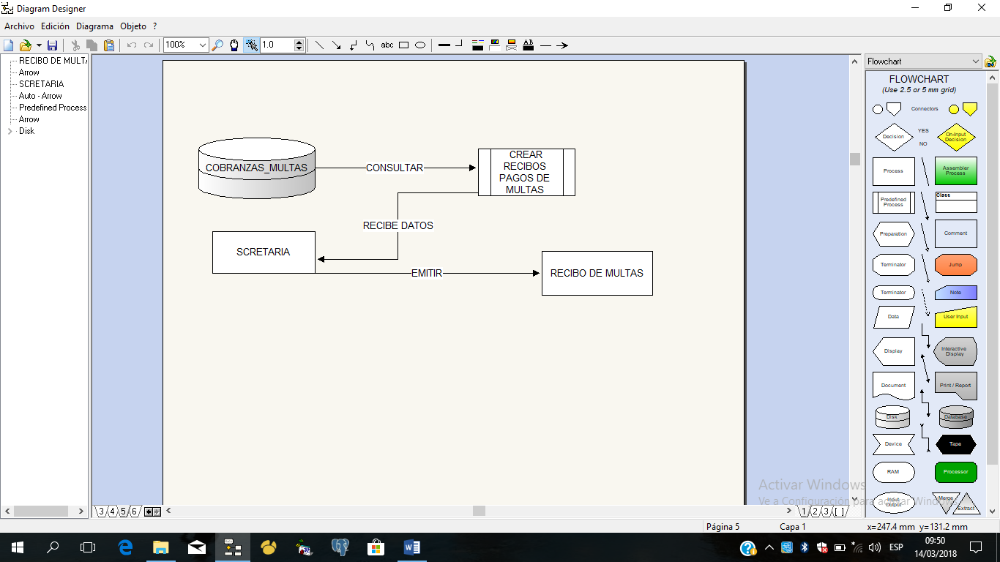 Diagram Designer
Archivo Edición Diagrama Objeto ?
100%
1.0
abc
AB
RECIBO DE MULTA
Arrow
SCRETARIA
Auto - Arrow
Predefined Process
Arrow
Disk
COBRANZAS_MULTAS
CONSULTAR
CREAR
RECIBOS
PAGOS DE
MULTAS
RECIBE DATOS
SCRETARIA
EMITIR
RECIBO DE MULTAS
Flowchart
FLOWCHART
(Use 2.5 or 5 mm grid)
Connectors
Decision
YES
NO
On-Input
Decision
Process
Assembler
Process
Predefined
Process
Class
Preparation
Comment
Terminator
Jump
Terminator
Note
Data
User Input
Display
Interactive
Display
Document
Print / Report
Disk
Database
Device
Tape
RAM
Processor
Input
Output
Merge
Extract
Activar Windows
Ve a Configuración para activar Windows.
3 4 5 6
1 2 3 [ ]
Página 5
Capa 1
x=247.4 mm y=131.2 mm
ESP
09:50
14/03/2018